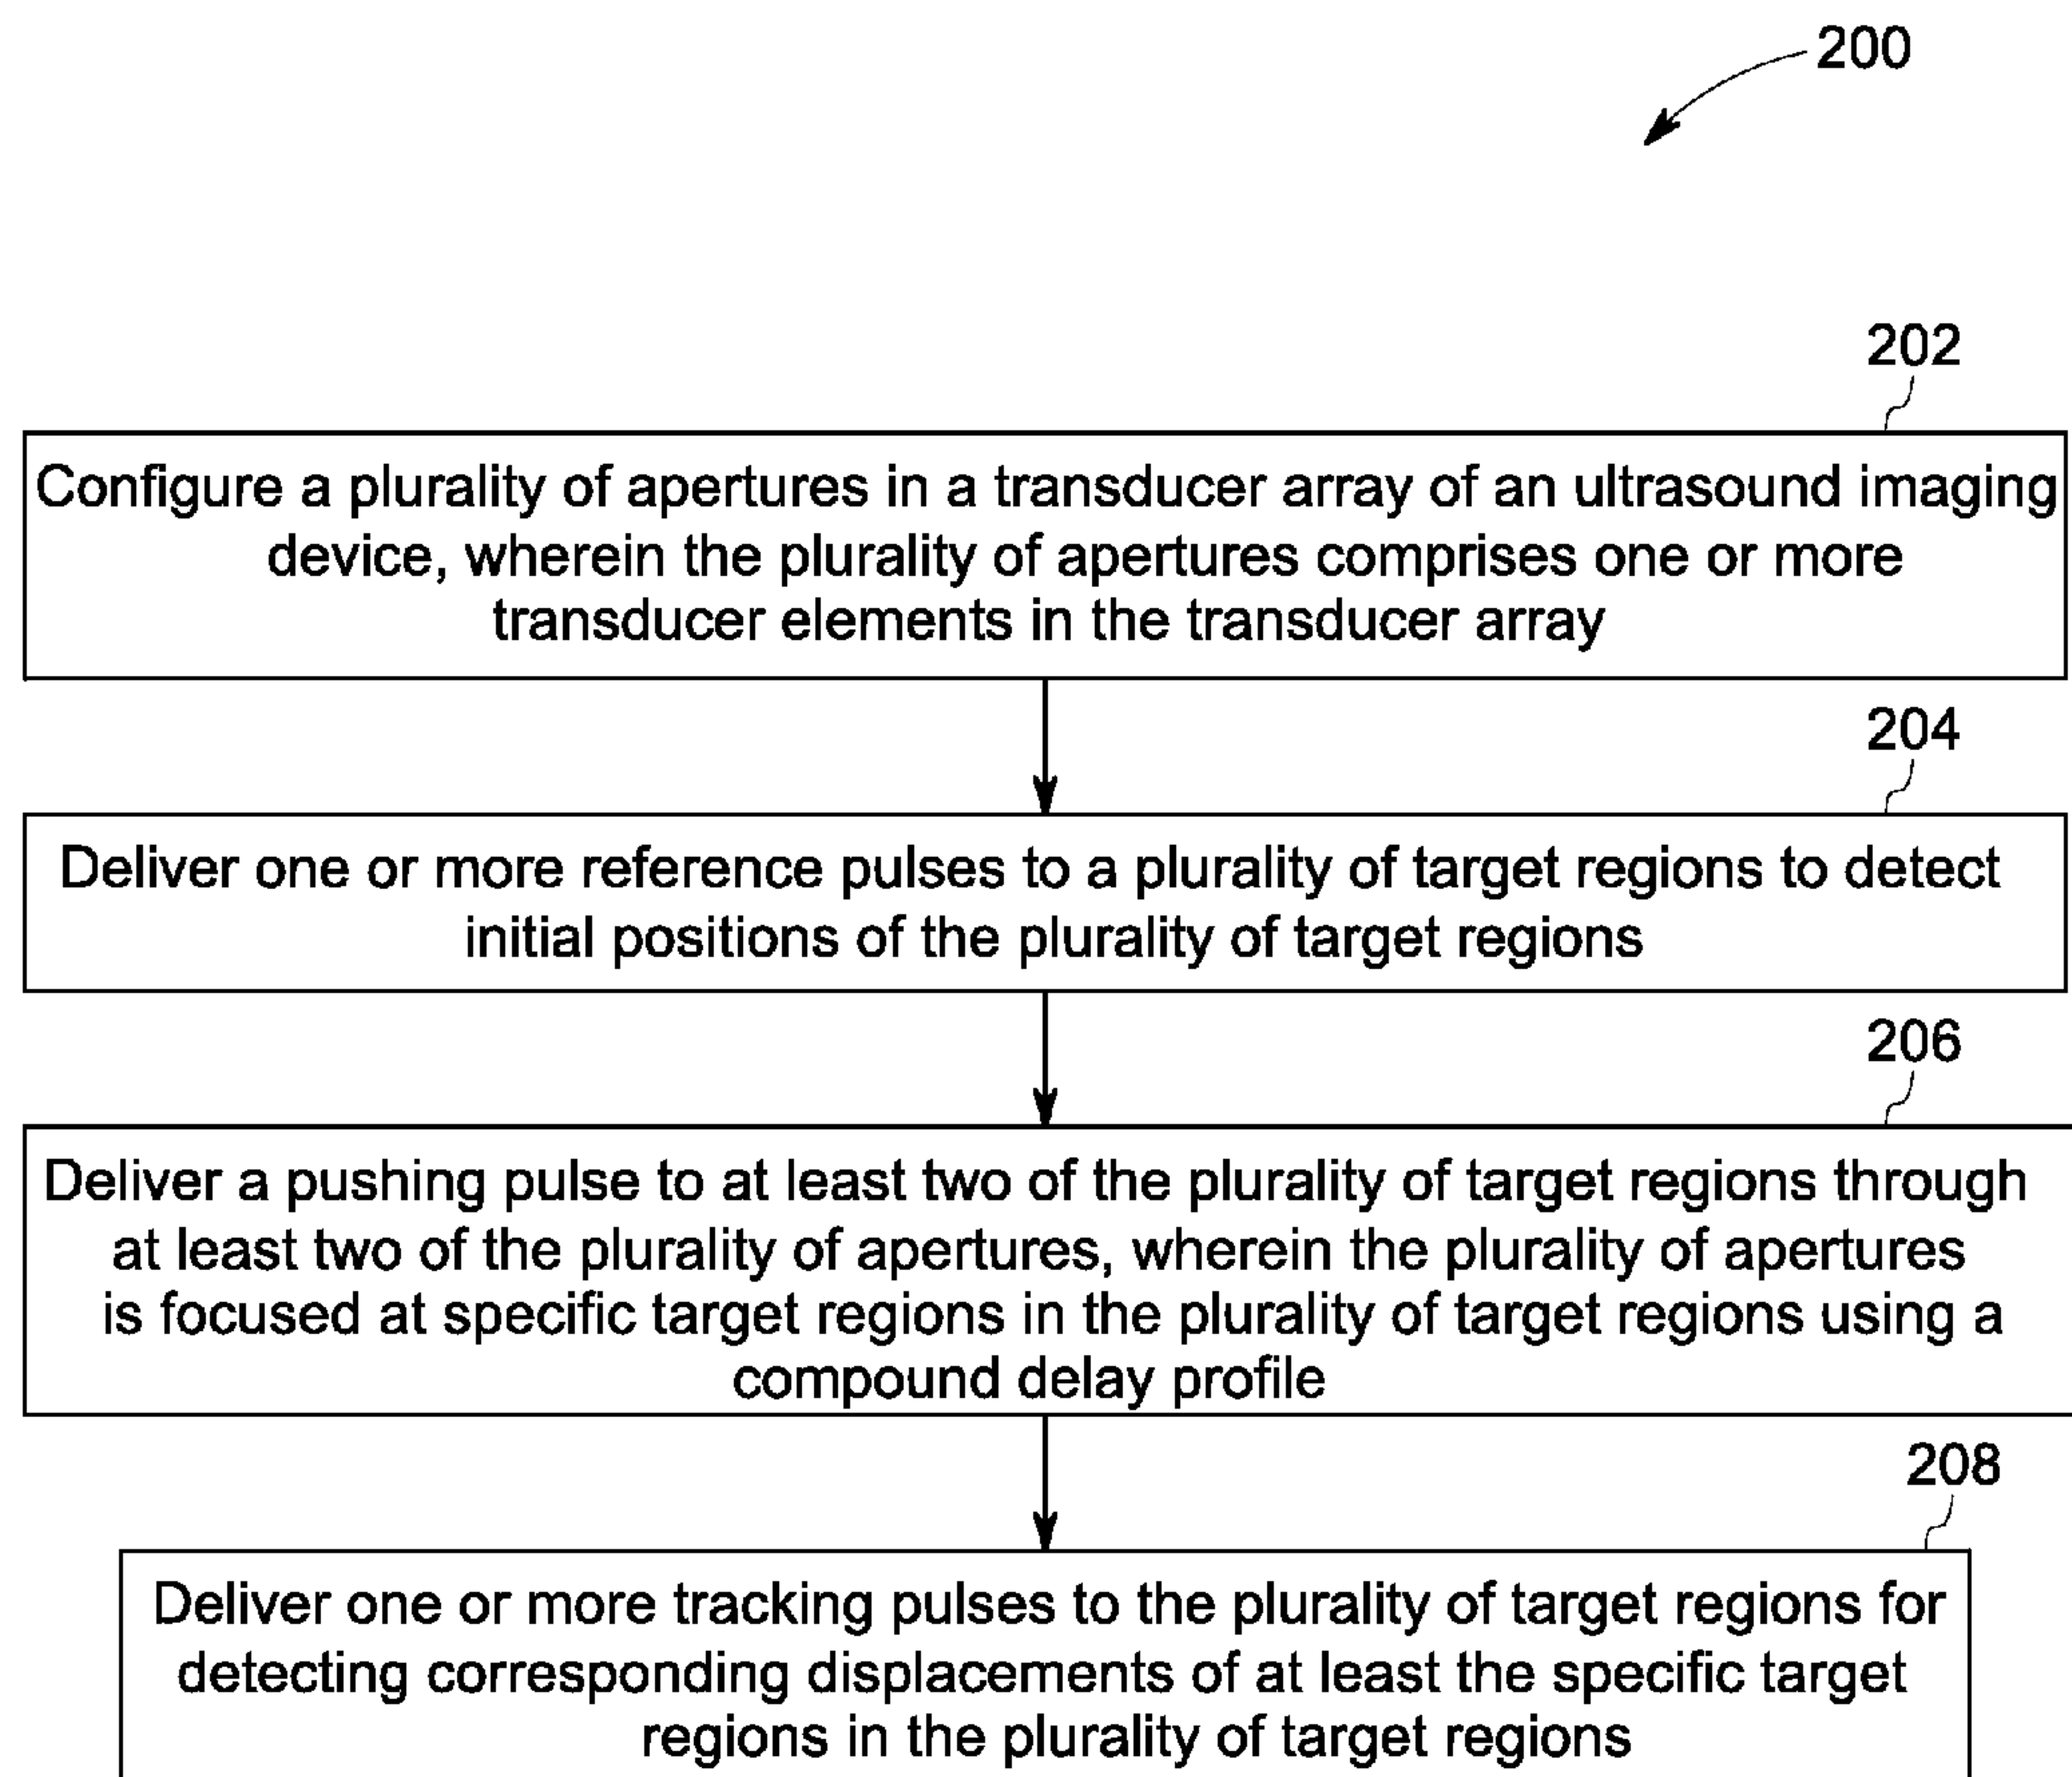 200
202
Configure a plurality of apertures in a transducer array of an ultrasound imaging
device, wherein the plurality of apertures comprises one or more
transducer elements in the transducer array
204
Deliver one or more reference pulses to a plurality of target regions to detect
initial positions of the plurality of target regions
206
Deliver a pushing pulse to at least two of the plurality of target regions through
at least two of the plurality of apertures, wherein the plurality of apertures
is focused at specific target regions in the plurality of target regions using a
compound delay profile
208
Deliver one or more tracking pulses to the plurality of target regions for
detecting corresponding displacements of at least the specific target
regions in the plurality of target regions